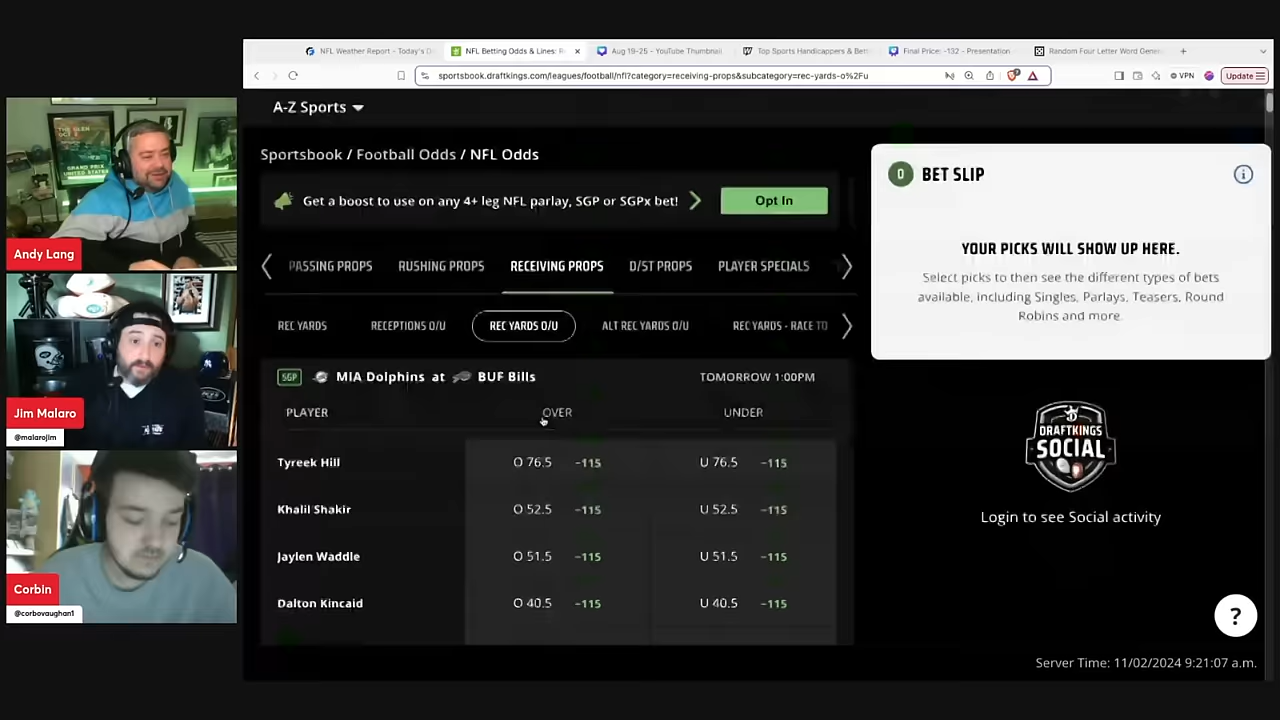 NFL Weather Report - Today's D
NFL Betting Odds & Lines: R
Aug 19-25 - YouTube Thumbnail
Top Sports Handicappers & Bett
Final Price: -132 - Presentation
Random Four Letter Word Gener
sportsbook.draftkings.com/leagues/football/nfl?category=receiving-props&subcategory=rec-yards-o%2Fu
VPN
Update
A-Z Sports
Sportsbook / Football Odds / NFL Odds
Get a boost to use on any 4+ leg NFL parlay, SGP or SGPx bet!
Opt In
PASSING PROPS
RUSHING PROPS
RECEIVING PROPS
D/ST PROPS
PLAYER SPECIALS
REC YARDS
RECEPTIONS O/U
REC YARDS O/U
ALT REC YARDS O/U
REC YARDS - RACE TO
SGP MIA Dolphins at BUF Bills TOMORROW 1:00PM
PLAYER OVER UNDER
Tyreek Hill O 76.5 -115 U 76.5 -115
Khalil Shakir O 52.5 -115 U 52.5 -115
Jaylen Waddle O 51.5 -115 U 51.5 -115
Dalton Kincaid O 40.5 -115 U 40.5 -115
0 BET SLIP
YOUR PICKS WILL SHOW UP HERE.
Select picks to then see the different types of bets
available, including Singles, Parlays, Teasers, Round
Robins and more.
DRAFTKINGS
SOCIAL
Login to see Social activity
?
Server Time: 11/02/2024 9:21:07 a.m.
GRAND PRIX
UNITED STATES
Andy Lang
Jim Malaro
@malarojim
Corbin
@corbovaughan1